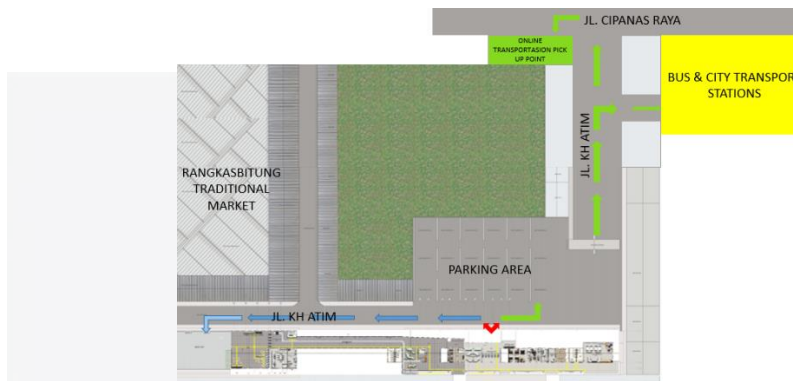 JL. CIPANAS RAYA
ONLINE
TRANSPORTASION PICK
UP POINT
BUS & CITY TRANSPOR
STATIONS
JL. KH ATIM
RANGKASBITUNG
TRADITIONAL
MARKET
PARKING AREA
JL. KH ATIM